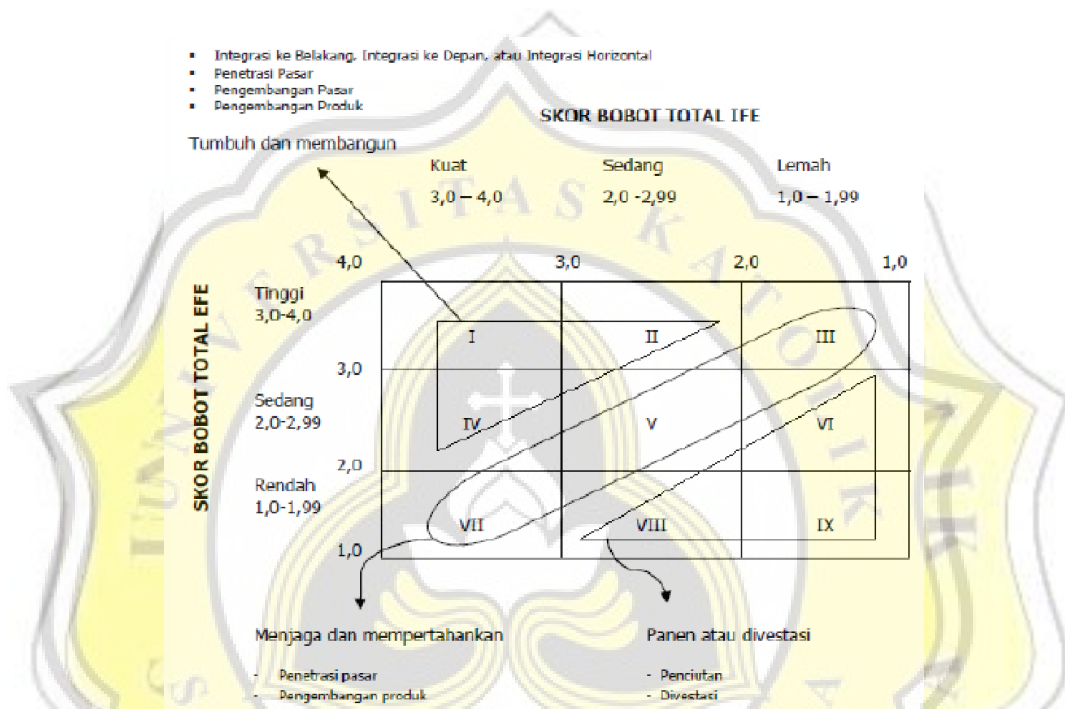 ▪ Integrasi ke Belakang, Integrasi ke Depan, atau Integrasi Horizontal
▪ Penetrasi Pasar
▪ Pengembangan Pasar
▪ Pengembangan Produk
SKOR BOBOT TOTAL IFE
Tumbuh dan membangun
Kuat Sedang Lemah
3,0 – 4,0 2,0 -2,99 1,0 – 1,99
4,0 3,0 2,0 1,0
SKOR BOBOT TOTAL EFE
Tinggi
3,0-4,0
I II III
3,0
Sedang
2,0-2,99
IV V VI
2,0
Rendah
1,0-1,99
VII VIII IX
1,0
Menjaga dan mempertahankan Panen atau divestasi
- Penetrasi pasar - Penciutan
- Pengembangan produk - Divestasi
UNIVERSITAS KATOLIK